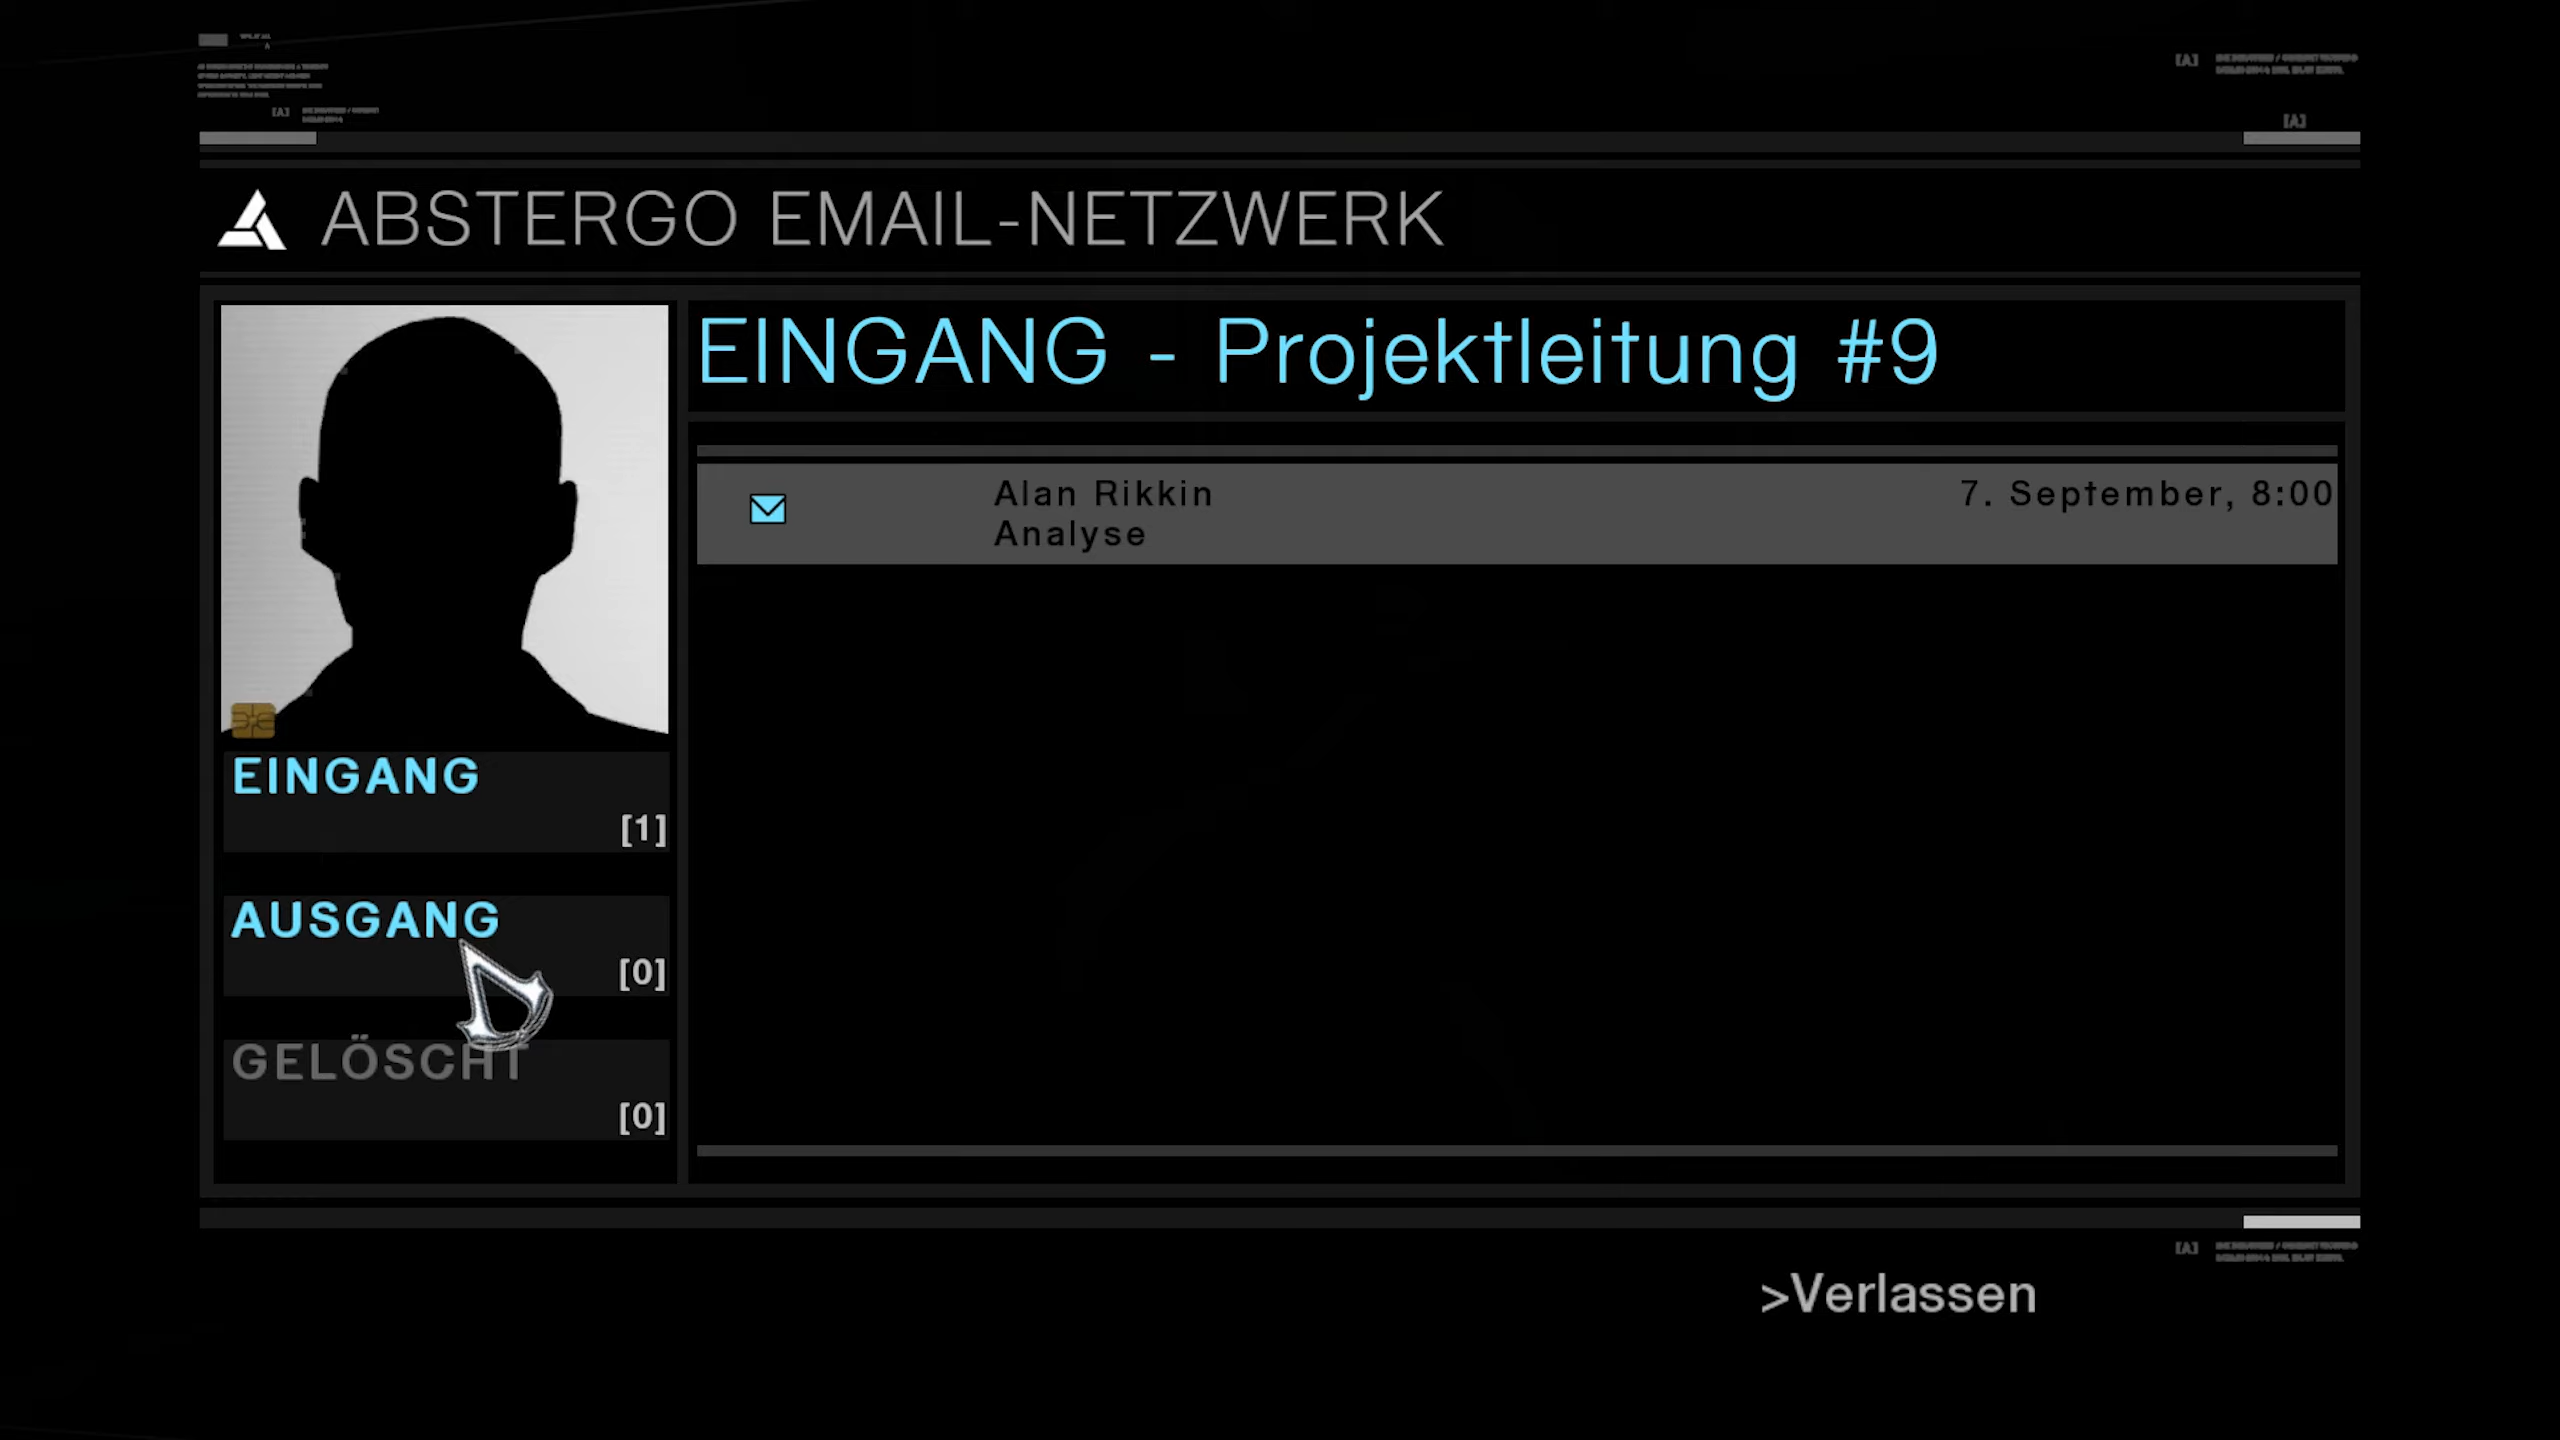 [A]
[A]
[A]
ABSTERGO EMAIL-NETZWERK
EINGANG - Projektleitung #9
Alan Rikkin
7. September, 8:00
Analyse
EINGANG
[1]
AUSGANG
[0]
GELÖSCHT
[0]
[A]
>Verlassen